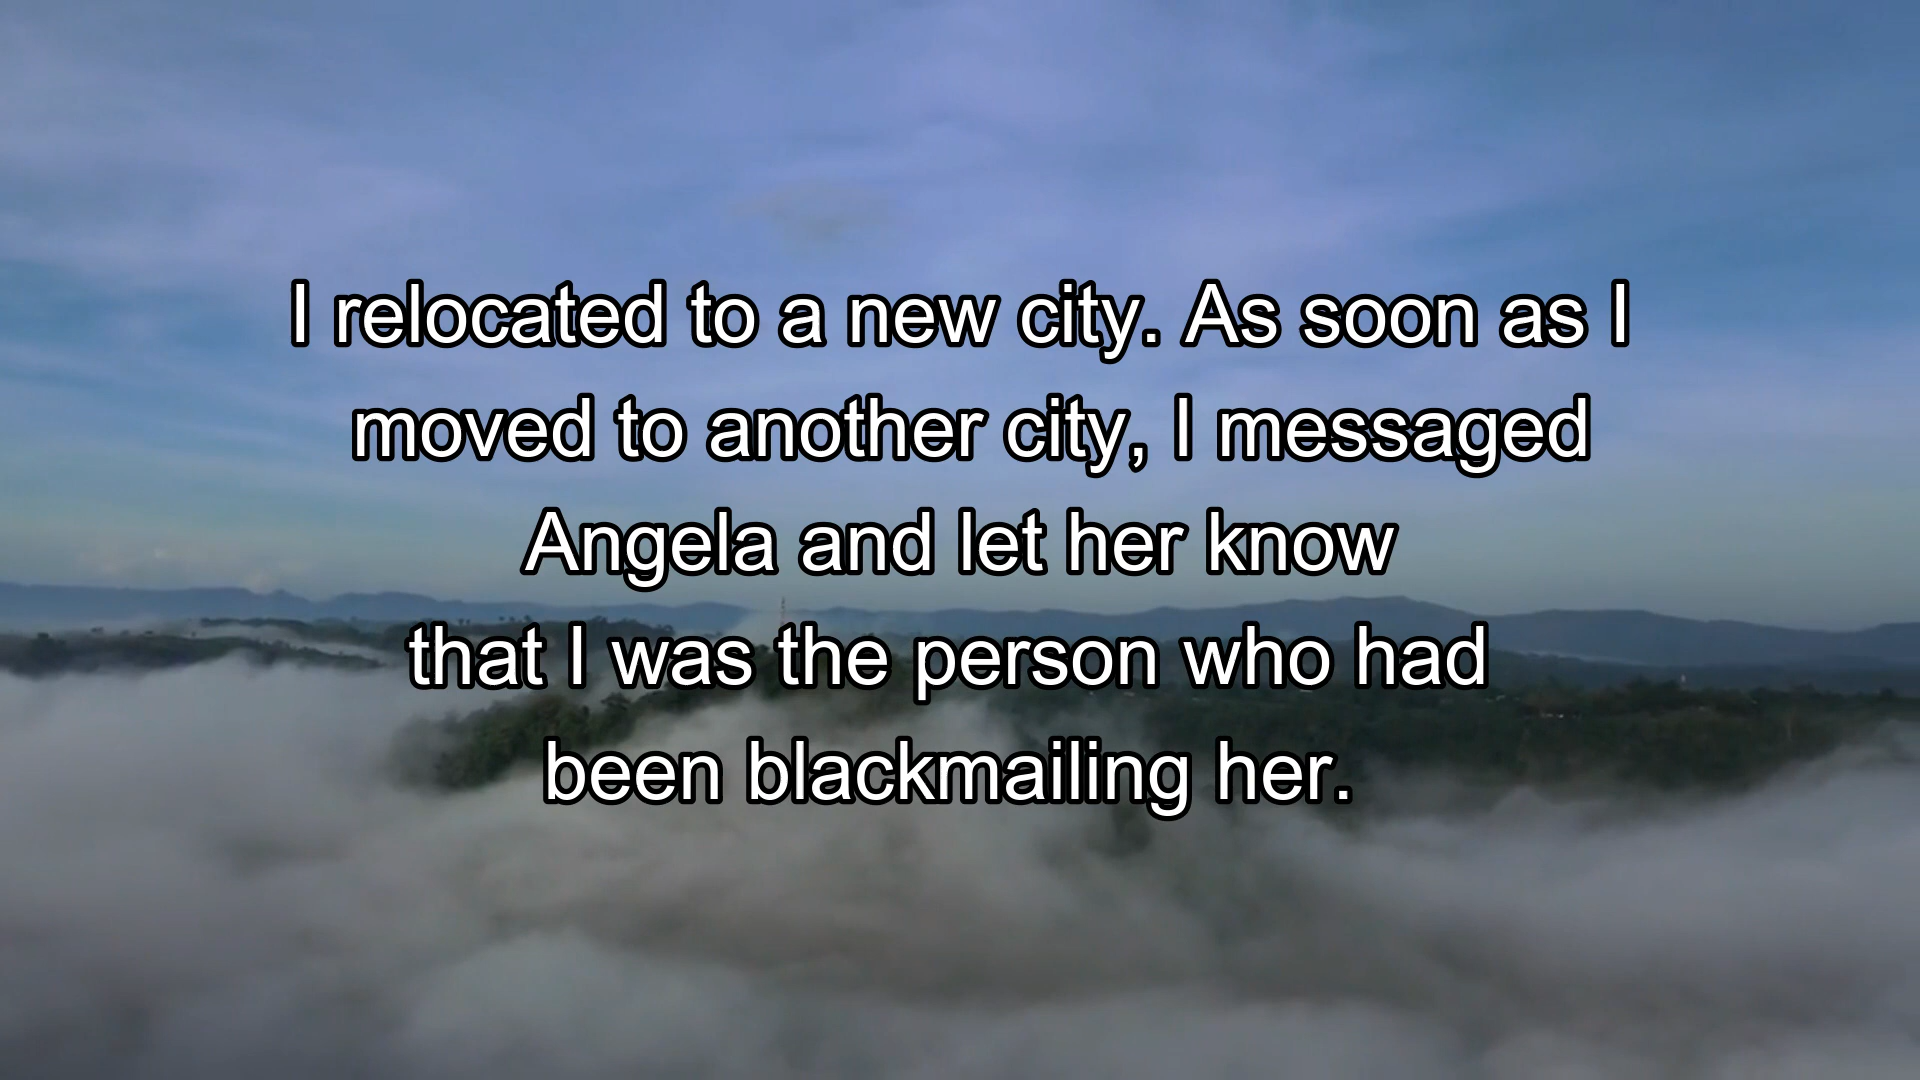 I relocated to a new city. As soon as I
moved to another city, I messaged
Angela and let her know
that I was the person who had
been blackmailing her.